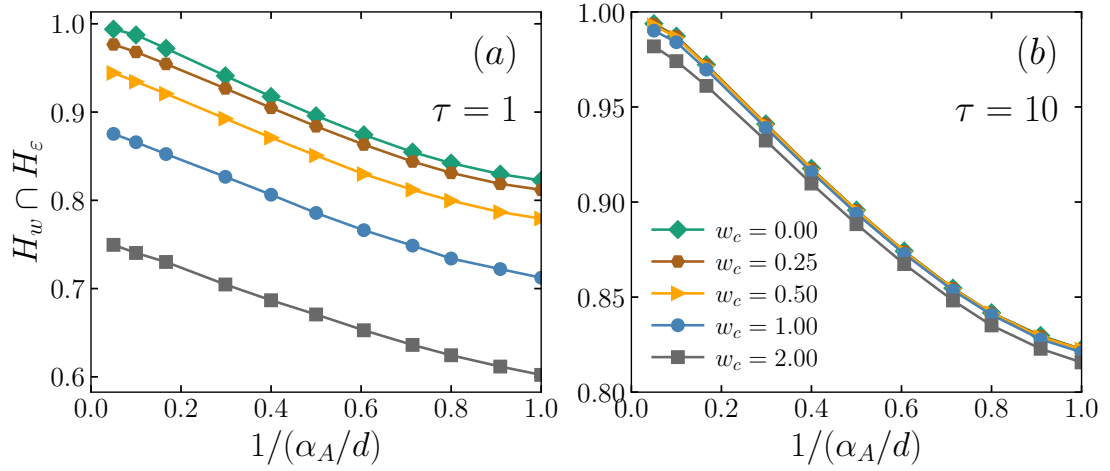 1.0
0.9
0.8
0.7
0.6
H_w ∩ H_ε
(a)
τ = 1
0.0 0.2 0.4 0.6 0.8 1.0
1/(α_A/d)
1.00
0.95
0.90
0.85
0.80
(b)
τ = 10
w_c = 0.00
w_c = 0.25
w_c = 0.50
w_c = 1.00
w_c = 2.00
0.0 0.2 0.4 0.6 0.8 1.0
1/(α_A/d)